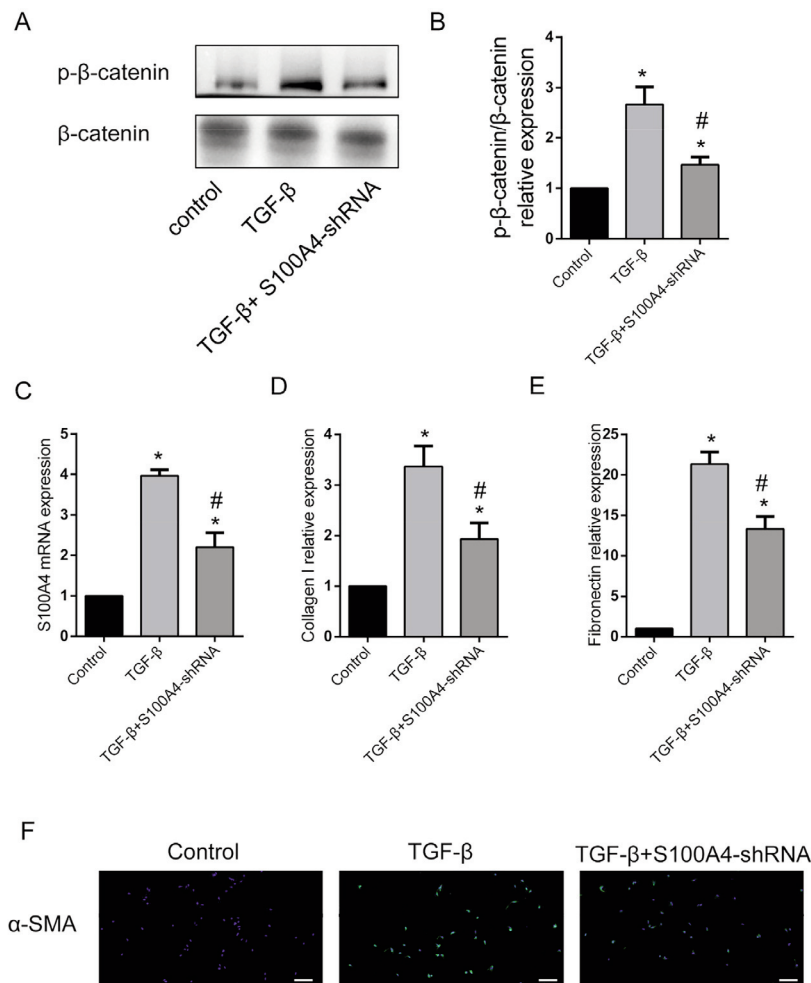 A
p-β-catenin
β-catenin
control
TGF-β
TGF-β+ S100A4-shRNA
B
p-β-catenin/β-catenin
relative expression
4
3
2
1
0
*
#
*
Control
TGF-β
TGF-β+S100A4-shRNA
C
S100A4 mRNA expression
5
4
3
2
1
0
*
#
*
Control
TGF-β
TGF-β+S100A4-shRNA
D
Collagen I relative expression
4
3
2
1
0
*
#
*
Control
TGF-β
TGF-β+S100A4-shRNA
E
Fibronectin relative expression
25
20
15
10
5
0
*
#
*
Control
TGF-β
TGF-β+S100A4-shRNA
F
Control
TGF-β
TGF-β+S100A4-shRNA
α-SMA